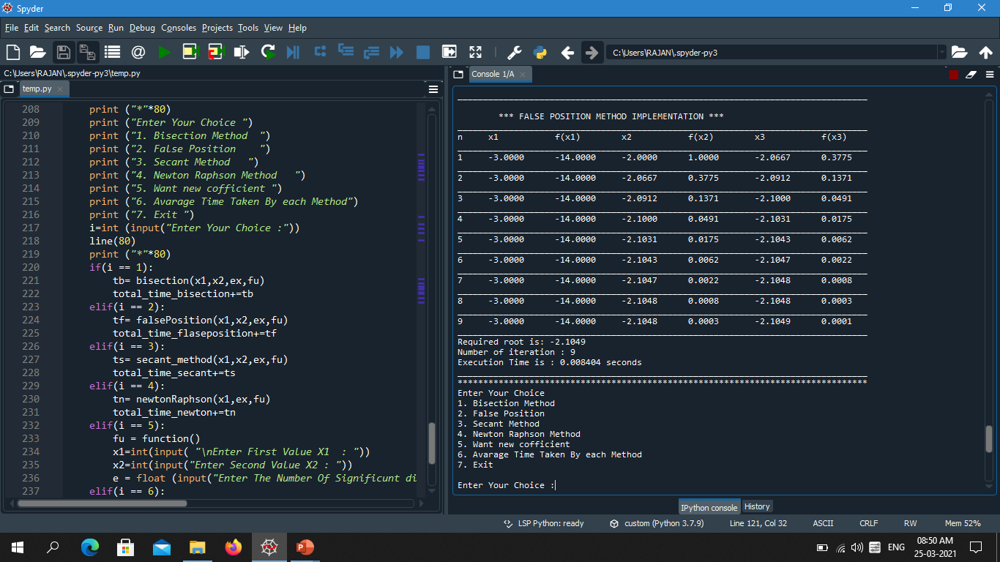 Spyder
File Edit Search Source Run Debug Consoles Projects Tools View Help
C:\Users\RAJAN\.spyder-py3
C:\Users\RAJAN\.spyder-py3\temp.py
temp.py
208 print ("*"*80)
209 print ("Enter Your Choice ")
210 print ("1. Bisection Method  ")
211 print ("2. False Position    ")
212 print ("3. Secant Method   ")
213 print ("4. Newton Raphson Method   ")
214 print ("5. Want new cofficient ")
215 print ("6. Avarage Time Taken By each Method")
216 print ("7. Exit ")
217 i=int (input("Enter Your Choice :"))
218 line(80)
219 print ("*"*80)
220 if(i == 1):
221 tb= bisection(x1,x2,ex,fu)
222 total_time_bisection+=tb
223 elif(i == 2):
224 tf= falsePosition(x1,x2,ex,fu)
225 total_time_flaseposition+=tf
226 elif(i == 3):
227 ts= secant_method(x1,x2,ex,fu)
228 total_time_secant+=ts
229 elif(i == 4):
230 tn= newtonRaphson(x1,ex,fu)
231 total_time_newton+=tn
232 elif(i == 5):
233 fu = function()
234 x1=int(input( "\nEnter First Value X1  : "))
235 x2=int(input("Enter Second Value X2 : "))
236 e = float (input("Enter The Number Of Significunt di
237 elif(i == 6):
Console 1/A
*** FALSE POSITION METHOD IMPLEMENTATION ***
n x1 f(x1) x2 f(x2) x3 f(x3)
1 -3.0000 -14.0000 -2.0000 1.0000 -2.0667 0.3775
2 -3.0000 -14.0000 -2.0667 0.3775 -2.0912 0.1371
3 -3.0000 -14.0000 -2.0912 0.1371 -2.1000 0.0491
4 -3.0000 -14.0000 -2.1000 0.0491 -2.1031 0.0175
5 -3.0000 -14.0000 -2.1031 0.0175 -2.1043 0.0062
6 -3.0000 -14.0000 -2.1043 0.0062 -2.1047 0.0022
7 -3.0000 -14.0000 -2.1047 0.0022 -2.1048 0.0008
8 -3.0000 -14.0000 -2.1048 0.0008 -2.1048 0.0003
9 -3.0000 -14.0000 -2.1048 0.0003 -2.1049 0.0001
Required root is: -2.1049
Number of iteration : 9
Execution Time is : 0.008404 seconds
********************************************************************************
Enter Your Choice
1. Bisection Method
2. False Position
3. Secant Method
4. Newton Raphson Method
5. Want new cofficient
6. Avarage Time Taken By each Method
7. Exit
Enter Your Choice :
IPython console History
LSP Python: ready custom (Python 3.7.9) Line 121, Col 32 ASCII CRLF RW Mem 52%
ENG
08:50 AM
25-03-2021